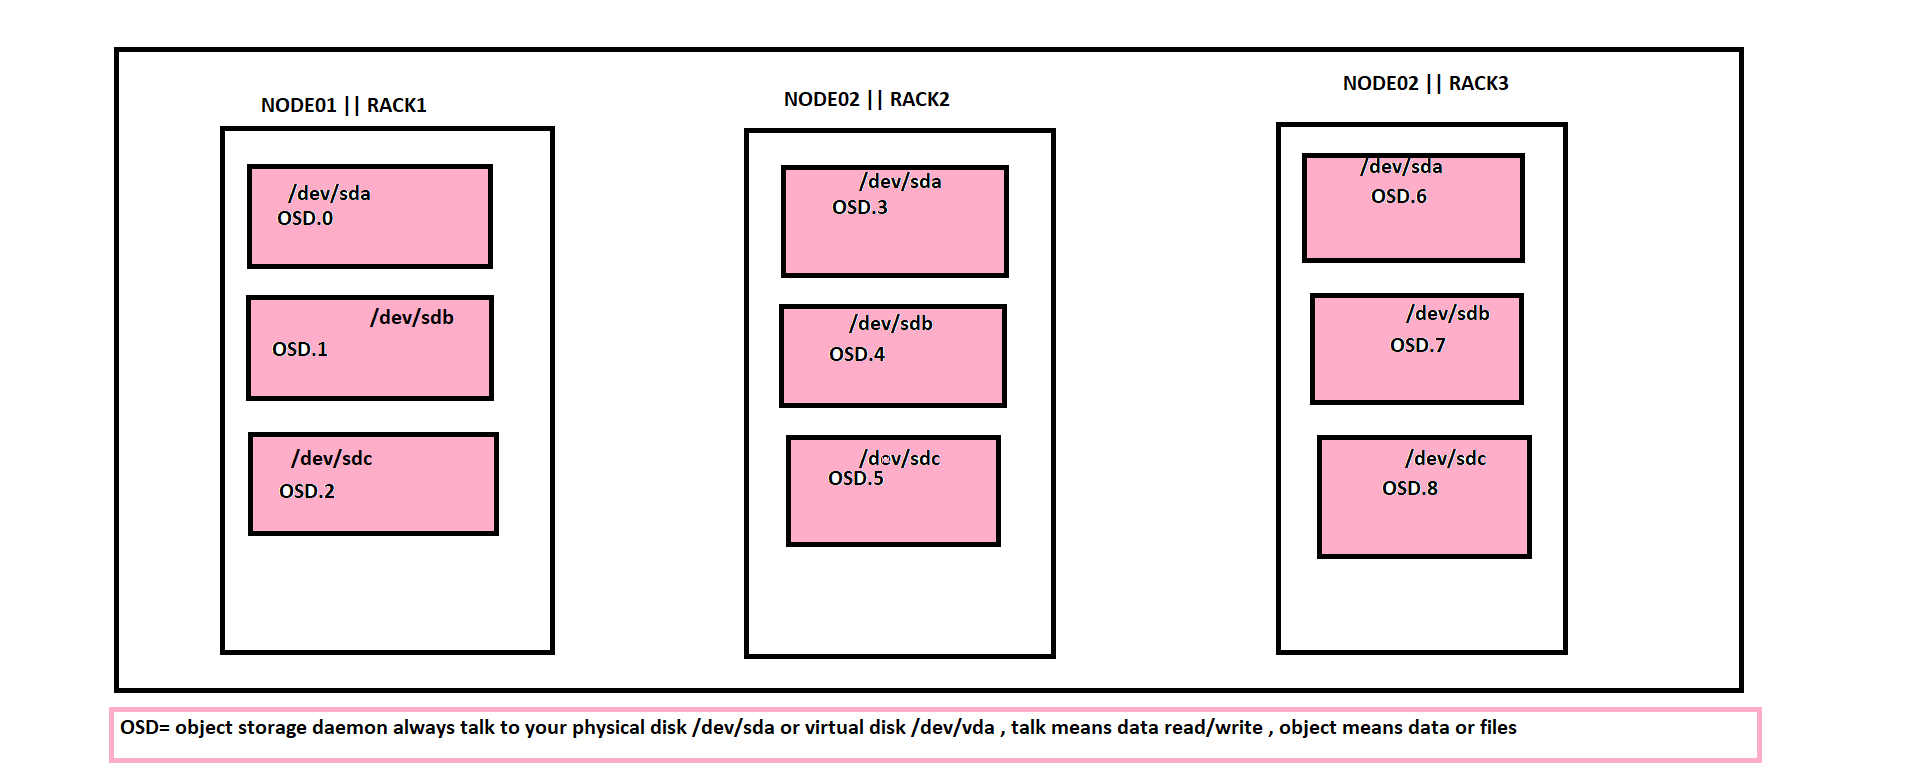 NODE01 || RACK1
/dev/sda
OSD.0
/dev/sdb
OSD.1
/dev/sdc
OSD.2
NODE02 || RACK2
/dev/sda
OSD.3
/dev/sdb
OSD.4
/dev/sdc
OSD.5
NODE02 || RACK3
/dev/sda
OSD.6
/dev/sdb
OSD.7
/dev/sdc
OSD.8
OSD= object storage daemon always talk to your physical disk /dev/sda or virtual disk /dev/vda , talk means data read/write , object means data or files